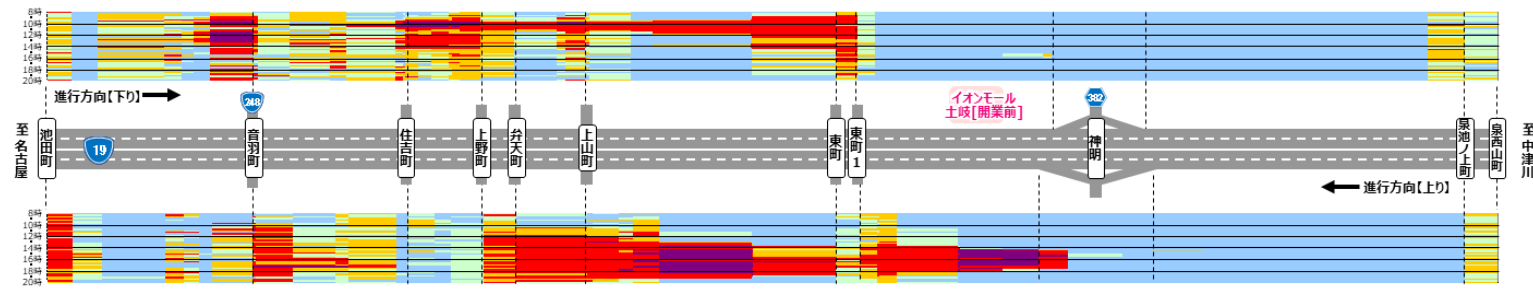 8時
10時
12時
14時
16時
18時
20時
進行方向【下り】
248
イオンモール
土岐[開業前]
382
至名古屋
池田町
19
音羽町
住吉町
上野町
弁天町
上山町
東町
東町1
神明
泉池ノ上町
泉西山町
至中津川
進行方向【上り】
8時
10時
12時
14時
16時
18時
20時